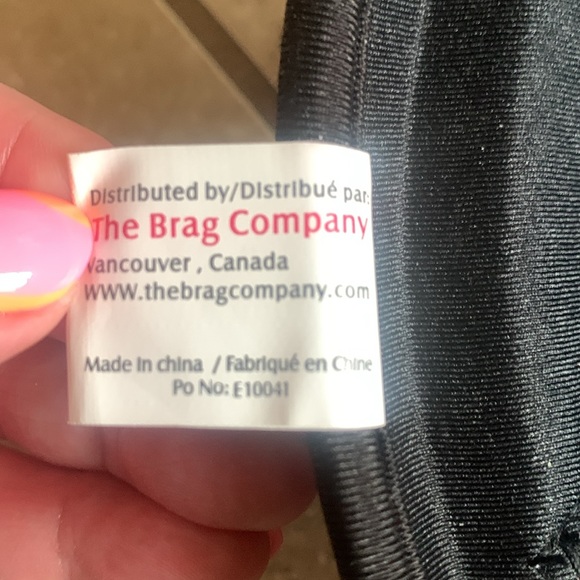 Distributed by/Distribué par:
The Brag Company
Vancouver , Canada
www.thebragcompany.com
Made in china / Fabriqué en Chine
Po No: E10041